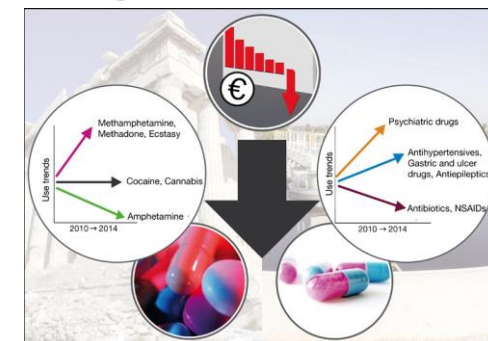 €
Methamphetamine,
Methadone, Ecstasy
Cocaine, Cannabis
Amphetamine
Use trends
2010 → 2014
Psychiatric drugs
Antihypertensives,
Gastric and ulcer
drugs, Antiepileptics
Antibiotics, NSAIDs
Use trends
2010 → 2014